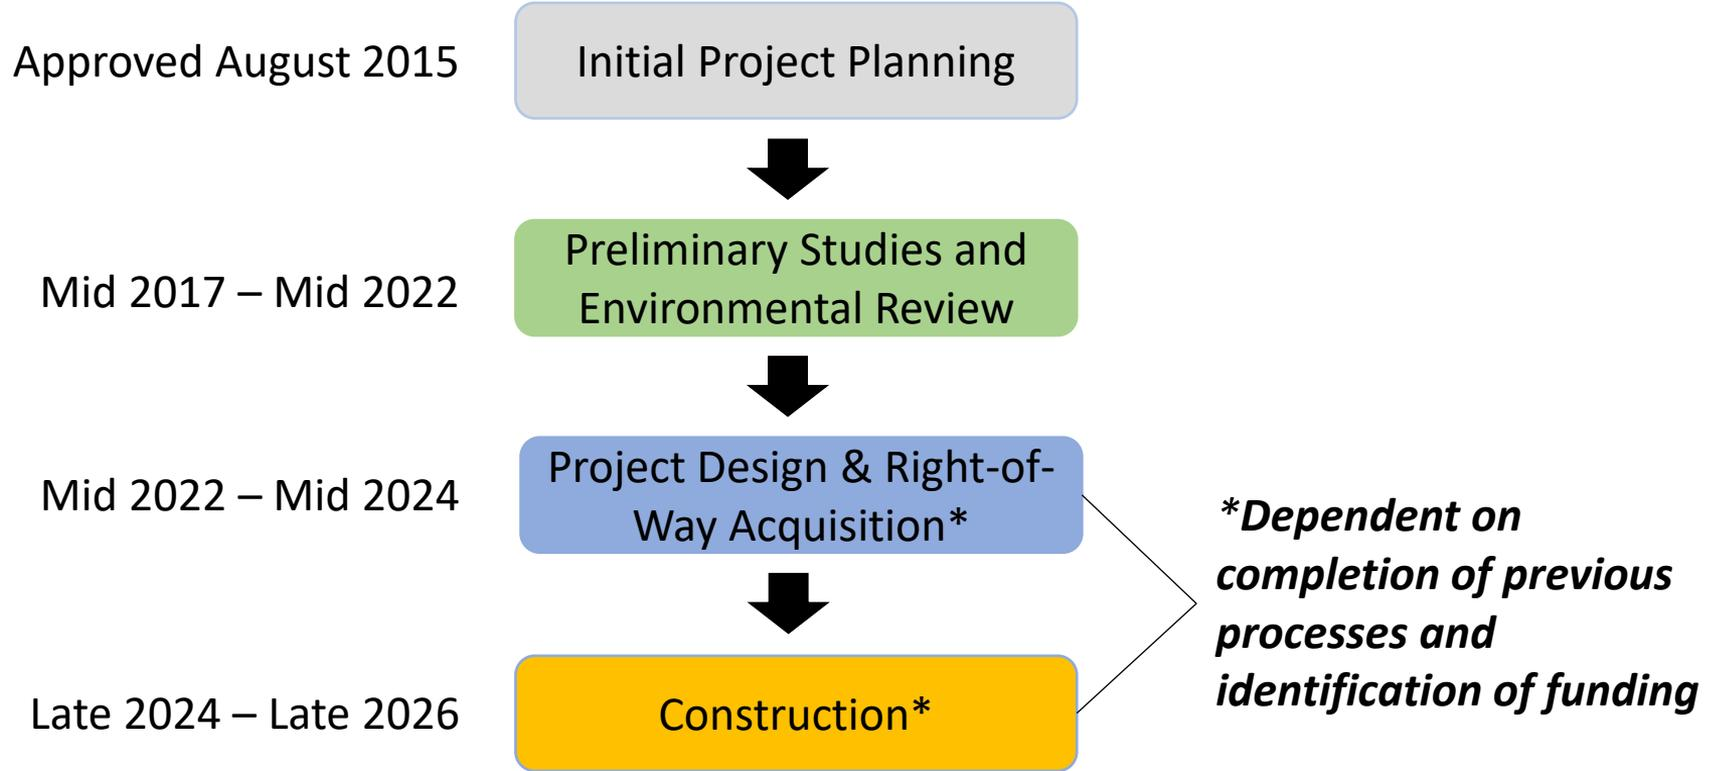 Approved August 2015
Initial Project Planning
Mid 2017 – Mid 2022
Preliminary Studies and
Environmental Review
Mid 2022 – Mid 2024
Project Design & Right-of-
Way Acquisition*
Late 2024 – Late 2026
Construction*
*Dependent on
completion of previous
processes and
identification of funding